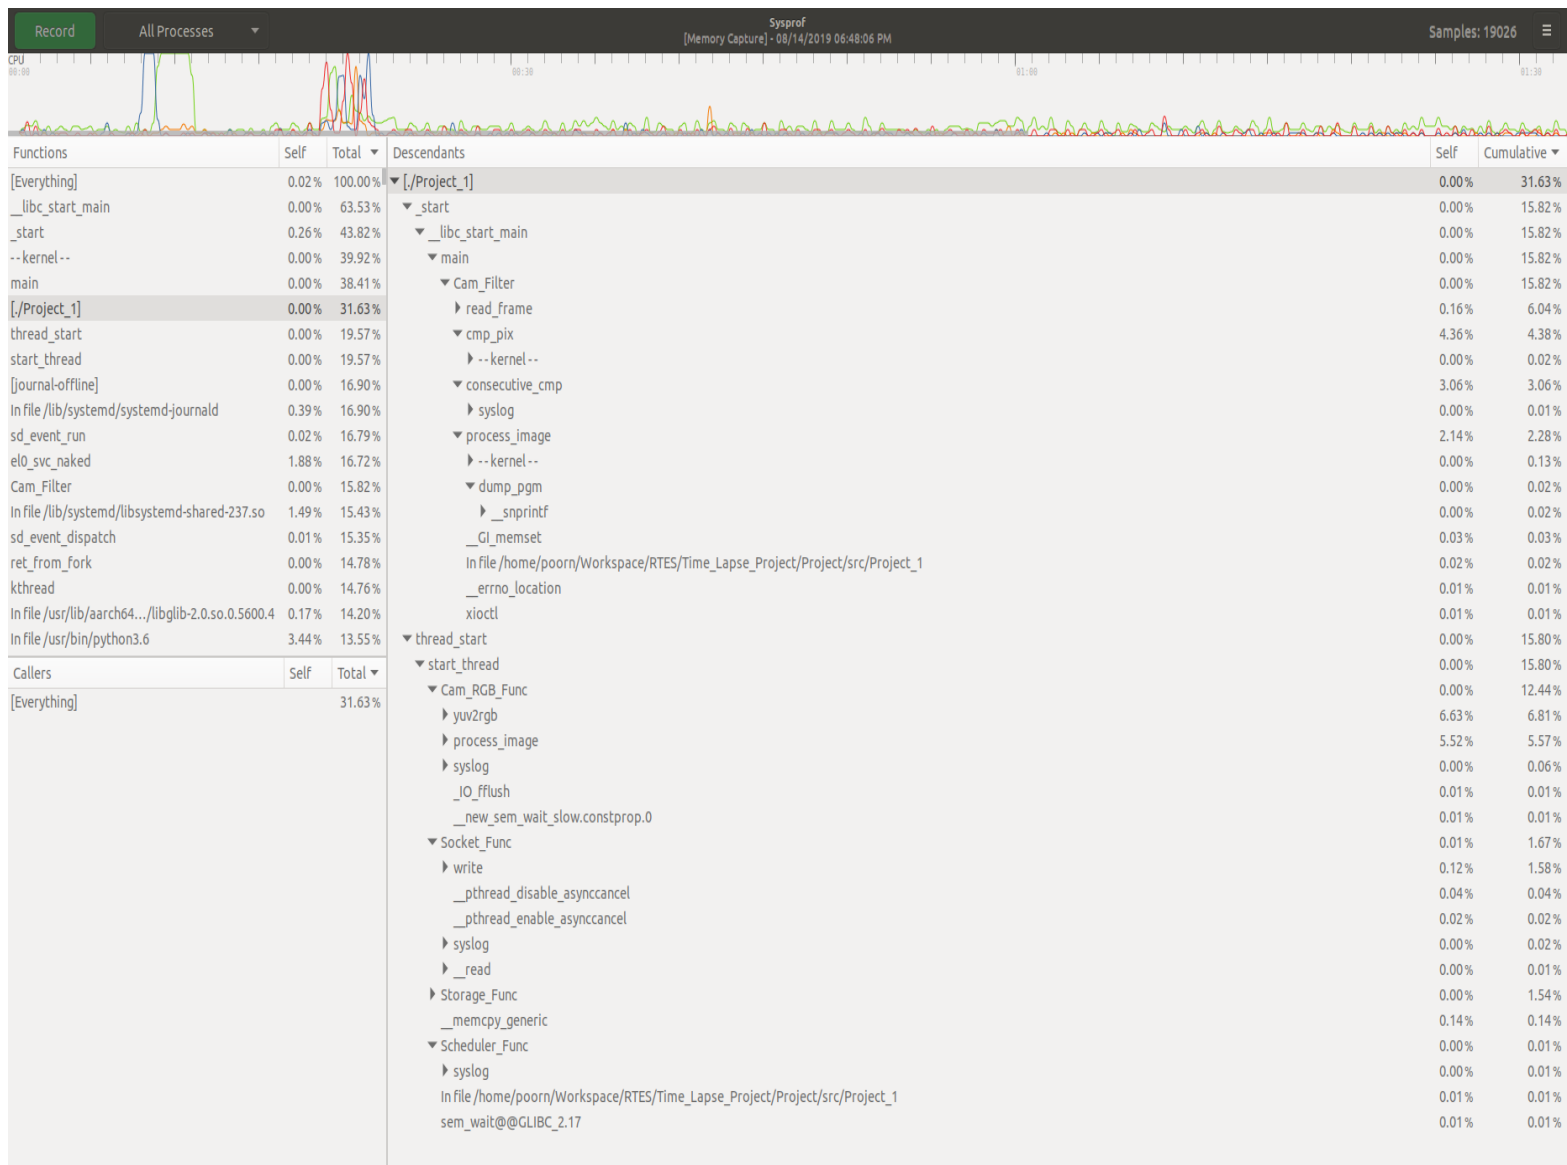 Record All Processes Sysprof Samples: 19026
[Memory Capture] - 08/14/2019 06:48:06 PM
CPU
00:00 00:30 01:00 01:30
Functions Self Total
[Everything] 0.02% 100.00%
__libc_start_main 0.00% 63.53%
_start 0.26% 43.82%
--kernel-- 0.00% 39.92%
main 0.00% 38.41%
[./Project_1] 0.00% 31.63%
thread_start 0.00% 19.57%
start_thread 0.00% 19.57%
[journal-offline] 0.00% 16.90%
In file /lib/systemd/systemd-journald 0.39% 16.90%
sd_event_run 0.02% 16.79%
el0_svc_naked 1.88% 16.72%
Cam_Filter 0.00% 15.82%
In file /lib/systemd/libsystemd-shared-237.so 1.49% 15.43%
sd_event_dispatch 0.01% 15.35%
ret_from_fork 0.00% 14.78%
kthread 0.00% 14.76%
In file /usr/lib/aarch64.../libglib-2.0.so.0.5600.4 0.17% 14.20%
In file /usr/bin/python3.6 3.44% 13.55%
Callers Self Total
[Everything] 31.63%
Descendants Self Cumulative
[./Project_1] 0.00% 31.63%
_start 0.00% 15.82%
__libc_start_main 0.00% 15.82%
main 0.00% 15.82%
Cam_Filter 0.00% 15.82%
read_frame 0.16% 6.04%
cmp_pix 4.36% 4.38%
--kernel-- 0.00% 0.02%
consecutive_cmp 3.06% 3.06%
syslog 0.00% 0.01%
process_image 2.14% 2.28%
--kernel-- 0.00% 0.13%
dump_pgm 0.00% 0.02%
__snprintf 0.00% 0.02%
__GI_memset 0.03% 0.03%
In file /home/poorn/Workspace/RTES/Time_Lapse_Project/Project/src/Project_1 0.02% 0.02%
__errno_location 0.01% 0.01%
xioctl 0.01% 0.01%
thread_start 0.00% 15.80%
start_thread 0.00% 15.80%
Cam_RGB_Func 0.00% 12.44%
yuv2rgb 6.63% 6.81%
process_image 5.52% 5.57%
syslog 0.00% 0.06%
_IO_fflush 0.01% 0.01%
__new_sem_wait_slow.constprop.0 0.01% 0.01%
Socket_Func 0.01% 1.67%
write 0.12% 1.58%
__pthread_disable_asynccancel 0.04% 0.04%
__pthread_enable_asynccancel 0.02% 0.02%
syslog 0.00% 0.02%
__read 0.00% 0.01%
Storage_Func 0.00% 1.54%
__memcpy_generic 0.14% 0.14%
Scheduler_Func 0.00% 0.01%
syslog 0.00% 0.01%
In file /home/poorn/Workspace/RTES/Time_Lapse_Project/Project/src/Project_1 0.01% 0.01%
sem_wait@@GLIBC_2.17 0.01% 0.01%